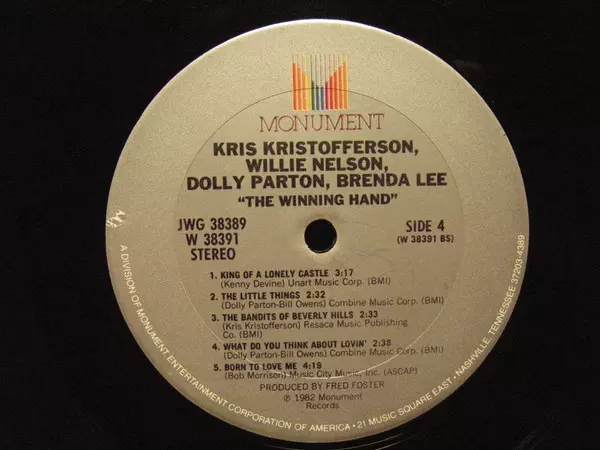 MONUMENT
KRIS KRISTOFFERSON,
WILLIE NELSON,
DOLLY PARTON, BRENDA LEE
"THE WINNING HAND"
JWG 38389
W 38391
STEREO
SIDE 4
(W 38391 BS)
1. KING OF A LONELY CASTLE 3:17
(Kenny Devine) Unart Music Corp. (BMI)
2. THE LITTLE THINGS 2:32
(Dolly Parton-Bill Owens) Combine Music Corp. (BMI)
3. THE BANDITS OF BEVERLY HILLS 2:33
(Kris Kristofferson) Resaca Music Publishing
Co. (BMI)
4. WHAT DO YOU THINK ABOUT LOVIN' 2:38
(Dolly Parton-Bill Owens) Combine Music Corp. (BMI)
5. BORN TO LOVE ME 4:19
(Bob Morrison) Music City Music, Inc. (ASCAP)
PRODUCED BY FRED FOSTER
℗ 1982 Monument
Records
A DIVISION OF MONUMENT ENTERTAINMENT CORPORATION OF AMERICA • 21 MUSIC SQUARE EAST • NASHVILLE, TENNESSEE 37203-4389